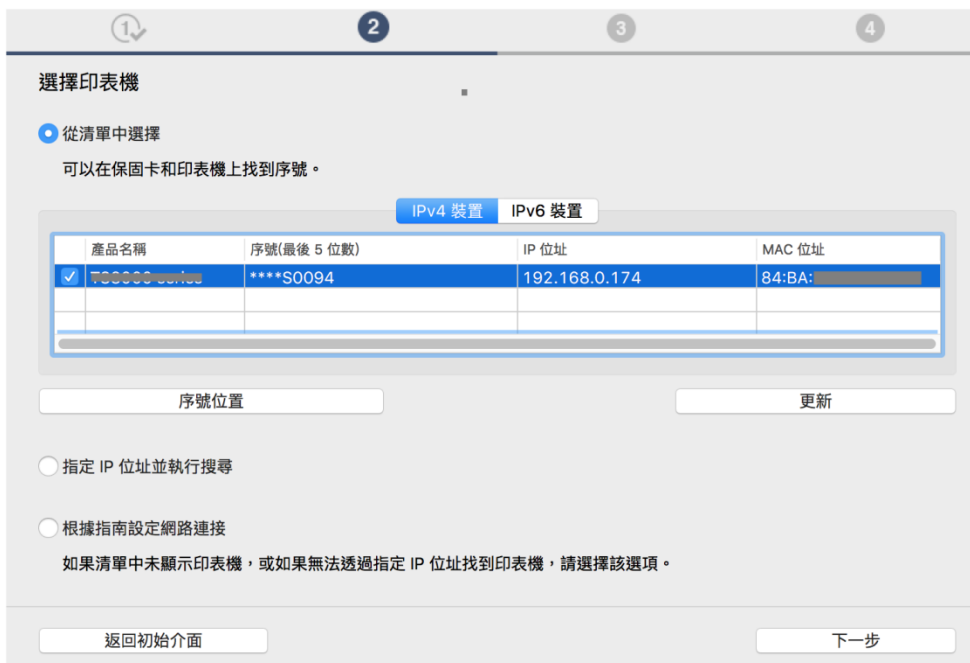 1 2 3 4
選擇印表機
從清單中選擇
可以在保固卡和印表機上找到序號。
IPv4 裝置 IPv6 裝置
產品名稱 序號(最後 5 位數) IP 位址 MAC 位址
****S0094 192.168.0.174 84:BA:
序號位置 更新
指定 IP 位址並執行搜尋
根據指南設定網路連接
如果清單中未顯示印表機，或如果無法透過指定 IP 位址找到印表機，請選擇該選項。
返回初始介面 下一步